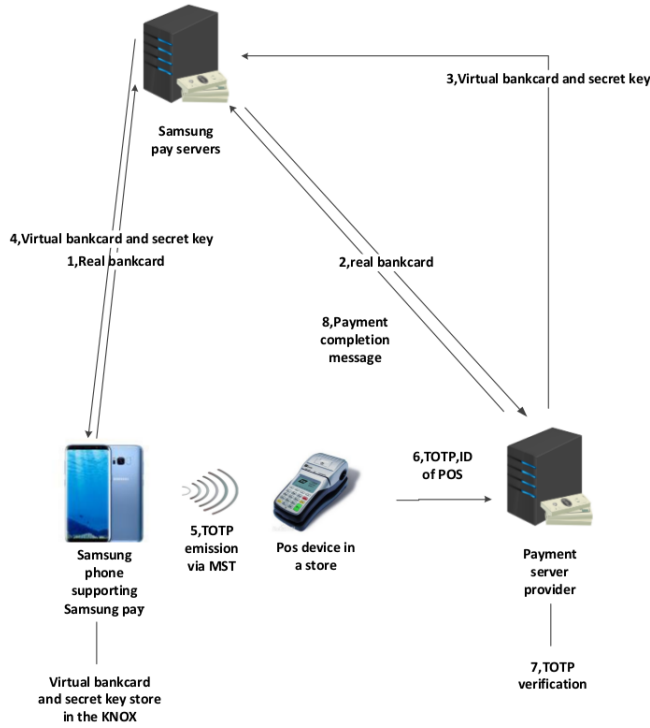 3,Virtual bankcard and secret key
Samsung
pay servers
4,Virtual bankcard and secret key
1,Real bankcard
2,real bankcard
8,Payment
completion
message
6,TOTP,ID
of POS
5,TOTP
emission
via MST
Pos device in
a store
Samsung
phone
supporting
Samsung pay
Payment
server
provider
Virtual bankcard
and secret key store
in the KNOX
7,TOTP
verification